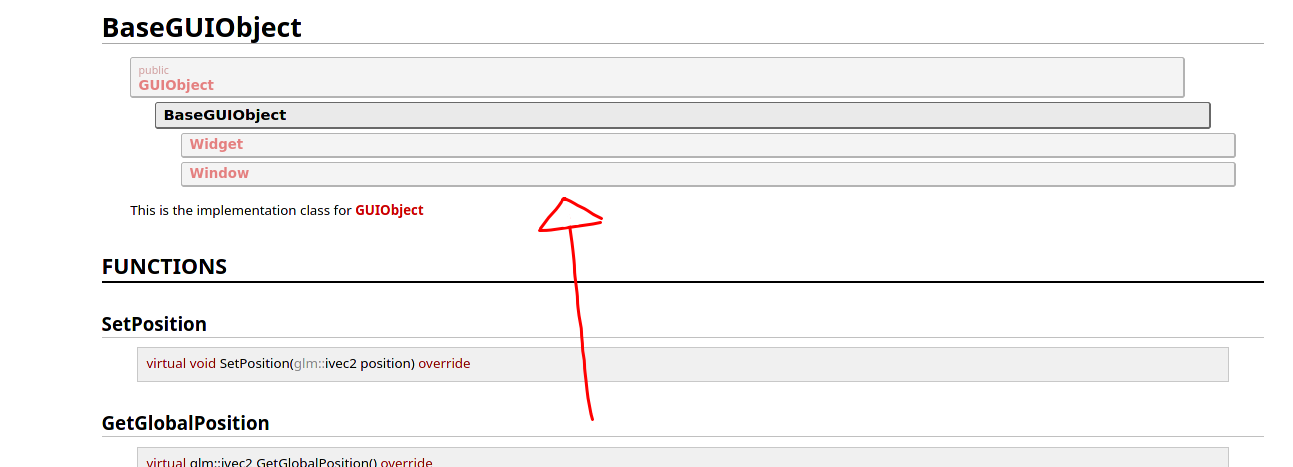 BaseGUIObject
public
GUIObject
BaseGUIObject
Widget
Window
This is the implementation class for GUIObject
FUNCTIONS
SetPosition
virtual void SetPosition(glm::ivec2 position) override
GetGlobalPosition
virtual glm::ivec2 GetGlobalPosition() override